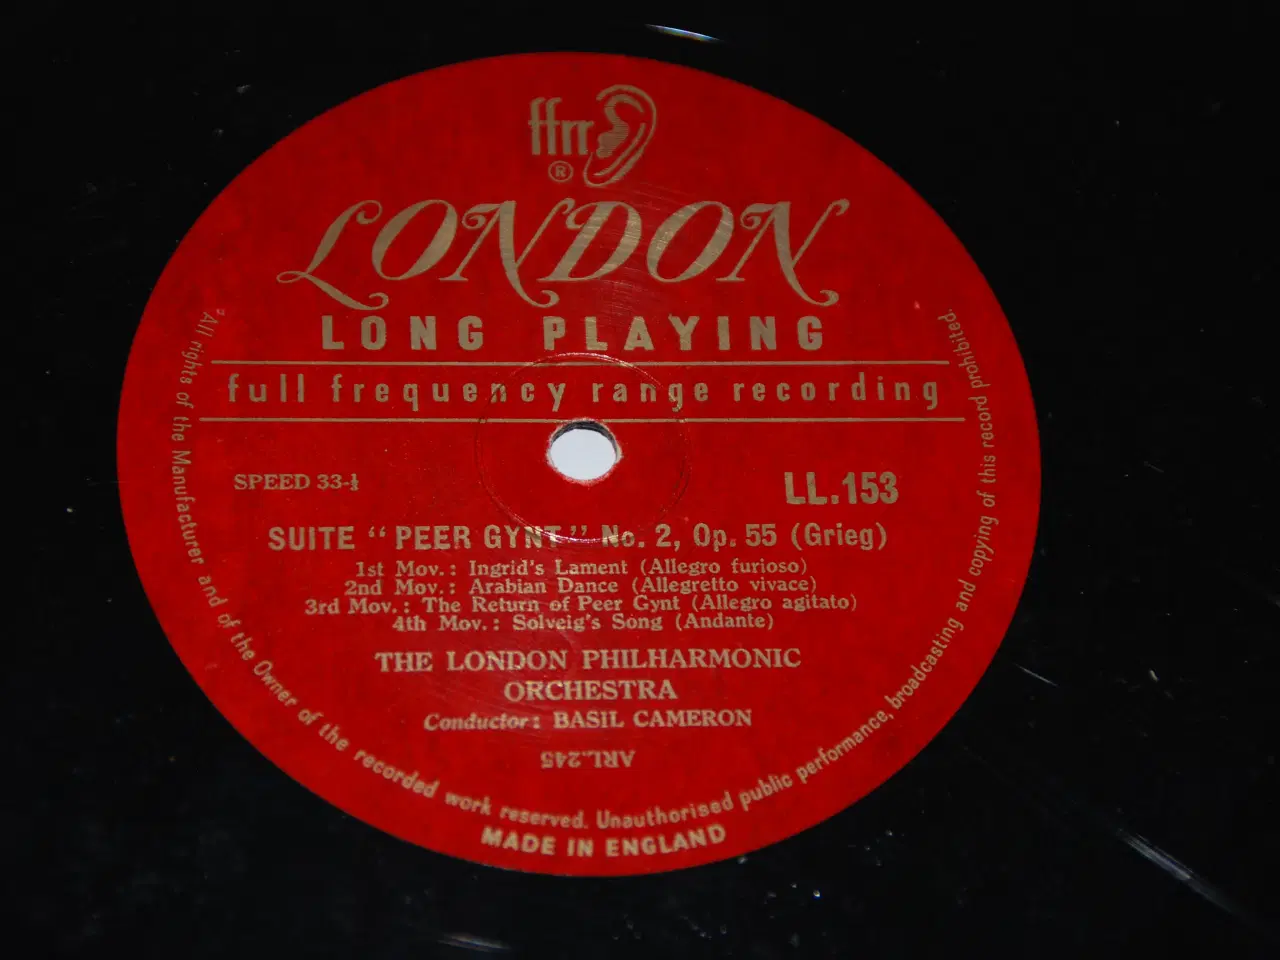 ffrr
®
LONDON
LONG PLAYING
full frequency range recording
SPEED 33-⅓
LL.153
SUITE “ PEER GYNT ” No. 2, Op. 55 (Grieg)
1st Mov.: Ingrid's Lament (Allegro furioso)
2nd Mov.: Arabian Dance (Allegretto vivace)
3rd Mov.: The Return of Peer Gynt (Allegro agitato)
4th Mov.: Solveig's Song (Andante)
THE LONDON PHILHARMONIC
ORCHESTRA
Conductor: BASIL CAMERON
ARL.245
"All rights of the Manufacturer and of the Owner of the recorded work reserved. Unauthorised public performance, broadcasting and copying of this record prohibited.
MADE IN ENGLAND